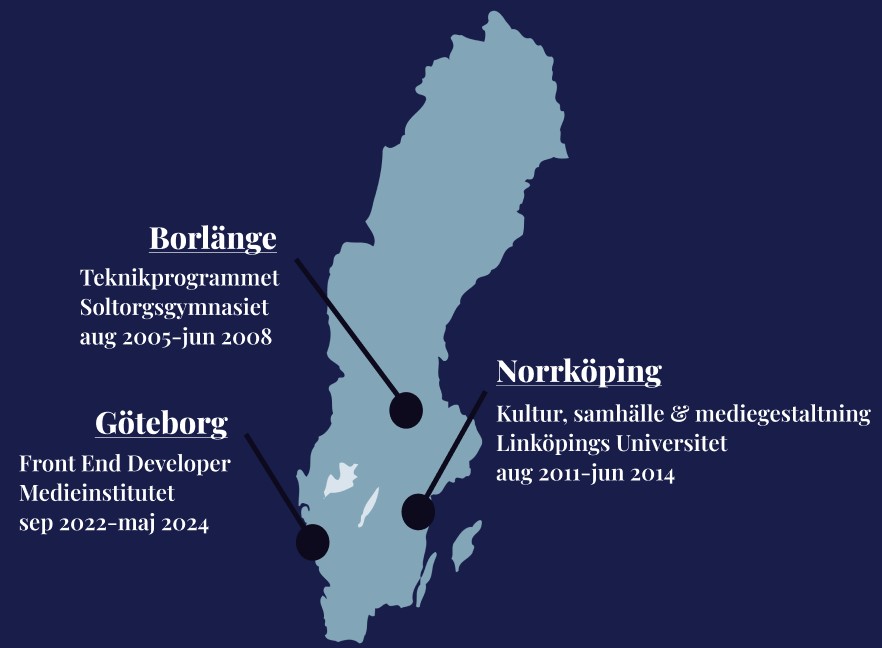 Borlänge
Teknikprogrammet
Soltorgsgymnasiet
aug 2005-jun 2008
Norrköping
Kultur, samhälle & mediegestaltning
Linköpings Universitet
aug 2011-jun 2014
Göteborg
Front End Developer
Medieinstitutet
sep 2022-maj 2024